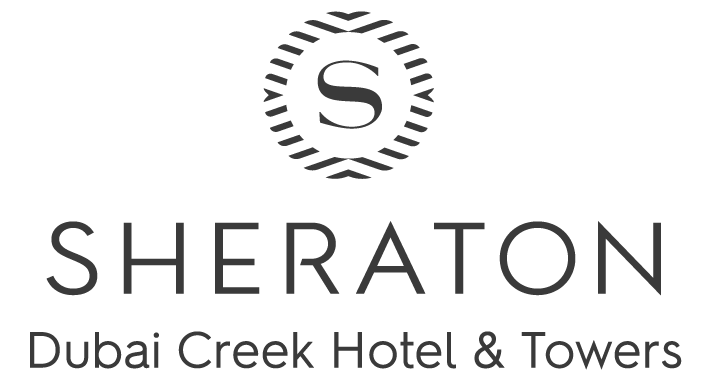 S
SHERATON
Dubai Creek Hotel & Towers